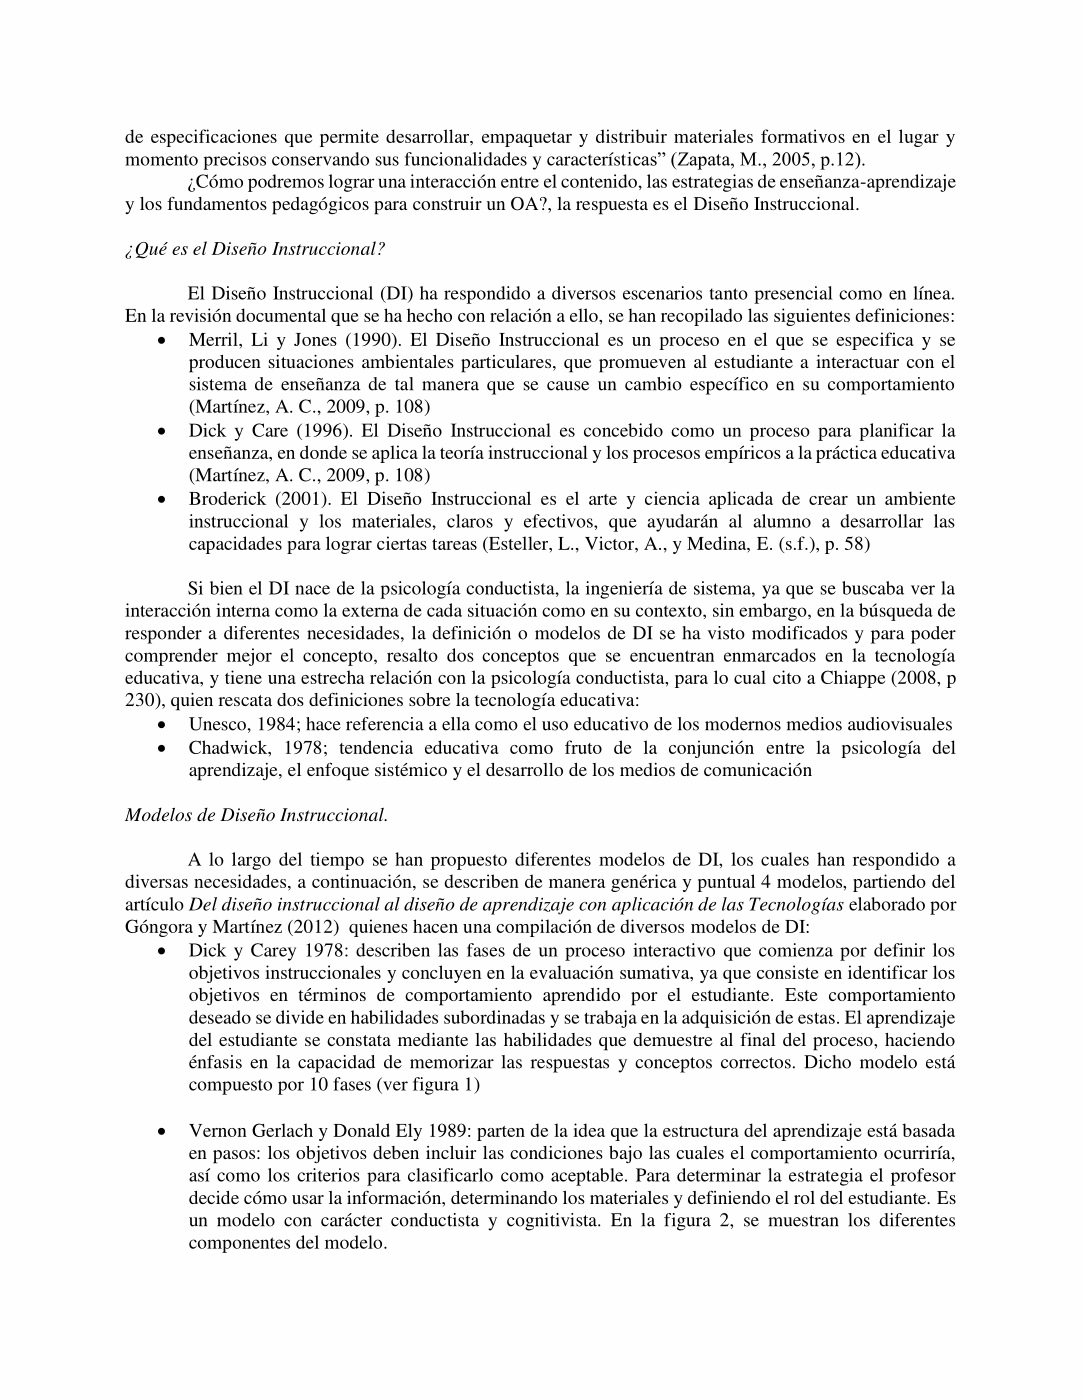 de especificaciones que permite desarrollar, empaquetar y distribuir materiales formativos en el lugar y
momento precisos conservando sus funcionalidades y características” (Zapata, M., 2005, p.12).
¿Cómo podremos lograr una interacción entre el contenido, las estrategias de enseñanza-aprendizaje
y los fundamentos pedagógicos para construir un OA?, la respuesta es el Diseño Instruccional.
¿Qué es el Diseño Instruccional?
El Diseño Instruccional (DI) ha respondido a diversos escenarios tanto presencial como en línea.
En la revisión documental que se ha hecho con relación a ello, se han recopilado las siguientes definiciones:
• Merril, Li y Jones (1990). El Diseño Instruccional es un proceso en el que se especifica y se
producen situaciones ambientales particulares, que promueven al estudiante a interactuar con el
sistema de enseñanza de tal manera que se cause un cambio específico en su comportamiento
(Martínez, A. C., 2009, p. 108)
• Dick y Care (1996). El Diseño Instruccional es concebido como un proceso para planificar la
enseñanza, en donde se aplica la teoría instruccional y los procesos empíricos a la práctica educativa
(Martínez, A. C., 2009, p. 108)
• Broderick (2001). El Diseño Instruccional es el arte y ciencia aplicada de crear un ambiente
instruccional y los materiales, claros y efectivos, que ayudarán al alumno a desarrollar las
capacidades para lograr ciertas tareas (Esteller, L., Victor, A., y Medina, E. (s.f.), p. 58)
Si bien el DI nace de la psicología conductista, la ingeniería de sistema, ya que se buscaba ver la
interacción interna como la externa de cada situación como en su contexto, sin embargo, en la búsqueda de
responder a diferentes necesidades, la definición o modelos de DI se ha visto modificados y para poder
comprender mejor el concepto, resalto dos conceptos que se encuentran enmarcados en la tecnología
educativa, y tiene una estrecha relación con la psicología conductista, para lo cual cito a Chiappe (2008, p
230), quien rescata dos definiciones sobre la tecnología educativa:
• Unesco, 1984; hace referencia a ella como el uso educativo de los modernos medios audiovisuales
• Chadwick, 1978; tendencia educativa como fruto de la conjunción entre la psicología del
aprendizaje, el enfoque sistémico y el desarrollo de los medios de comunicación
Modelos de Diseño Instruccional.
A lo largo del tiempo se han propuesto diferentes modelos de DI, los cuales han respondido a
diversas necesidades, a continuación, se describen de manera genérica y puntual 4 modelos, partiendo del
artículo Del diseño instruccional al diseño de aprendizaje con aplicación de las Tecnologías elaborado por
Góngora y Martínez (2012) quienes hacen una compilación de diversos modelos de DI:
• Dick y Carey 1978: describen las fases de un proceso interactivo que comienza por definir los
objetivos instruccionales y concluyen en la evaluación sumativa, ya que consiste en identificar los
objetivos en términos de comportamiento aprendido por el estudiante. Este comportamiento
deseado se divide en habilidades subordinadas y se trabaja en la adquisición de estas. El aprendizaje
del estudiante se constata mediante las habilidades que demuestre al final del proceso, haciendo
énfasis en la capacidad de memorizar las respuestas y conceptos correctos. Dicho modelo está
compuesto por 10 fases (ver figura 1)
• Vernon Gerlach y Donald Ely 1989: parten de la idea que la estructura del aprendizaje está basada
en pasos: los objetivos deben incluir las condiciones bajo las cuales el comportamiento ocurriría,
así como los criterios para clasificarlo como aceptable. Para determinar la estrategia el profesor
decide cómo usar la información, determinando los materiales y definiendo el rol del estudiante. Es
un modelo con carácter conductista y cognitivista. En la figura 2, se muestran los diferentes
componentes del modelo.